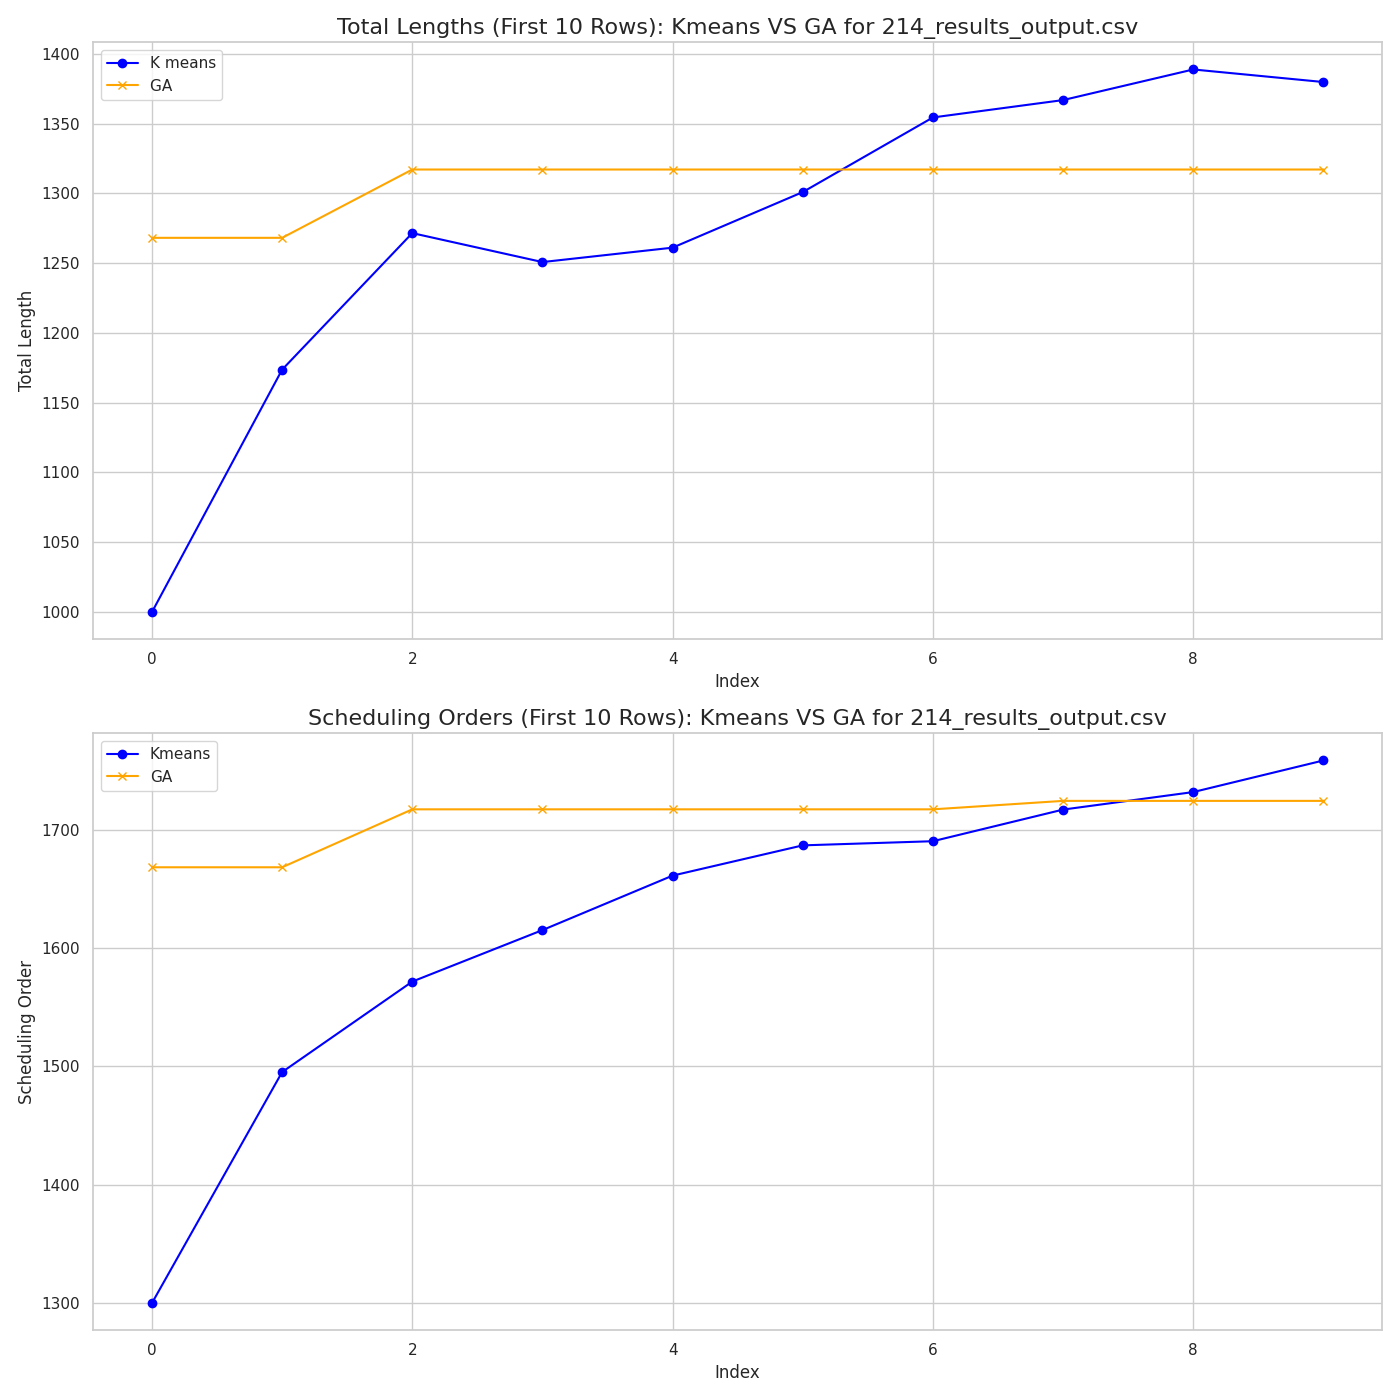 Total Lengths (First 10 Rows): Kmeans VS GA for 214_results_output.csv
K means
GA
1400
1350
1300
1250
1200
1150
1100
1050
1000
Total Length
0 2 4 6 8
Index
Scheduling Orders (First 10 Rows): Kmeans VS GA for 214_results_output.csv
Kmeans
GA
1700
1600
1500
1400
1300
Scheduling Order
0 2 4 6 8
Index